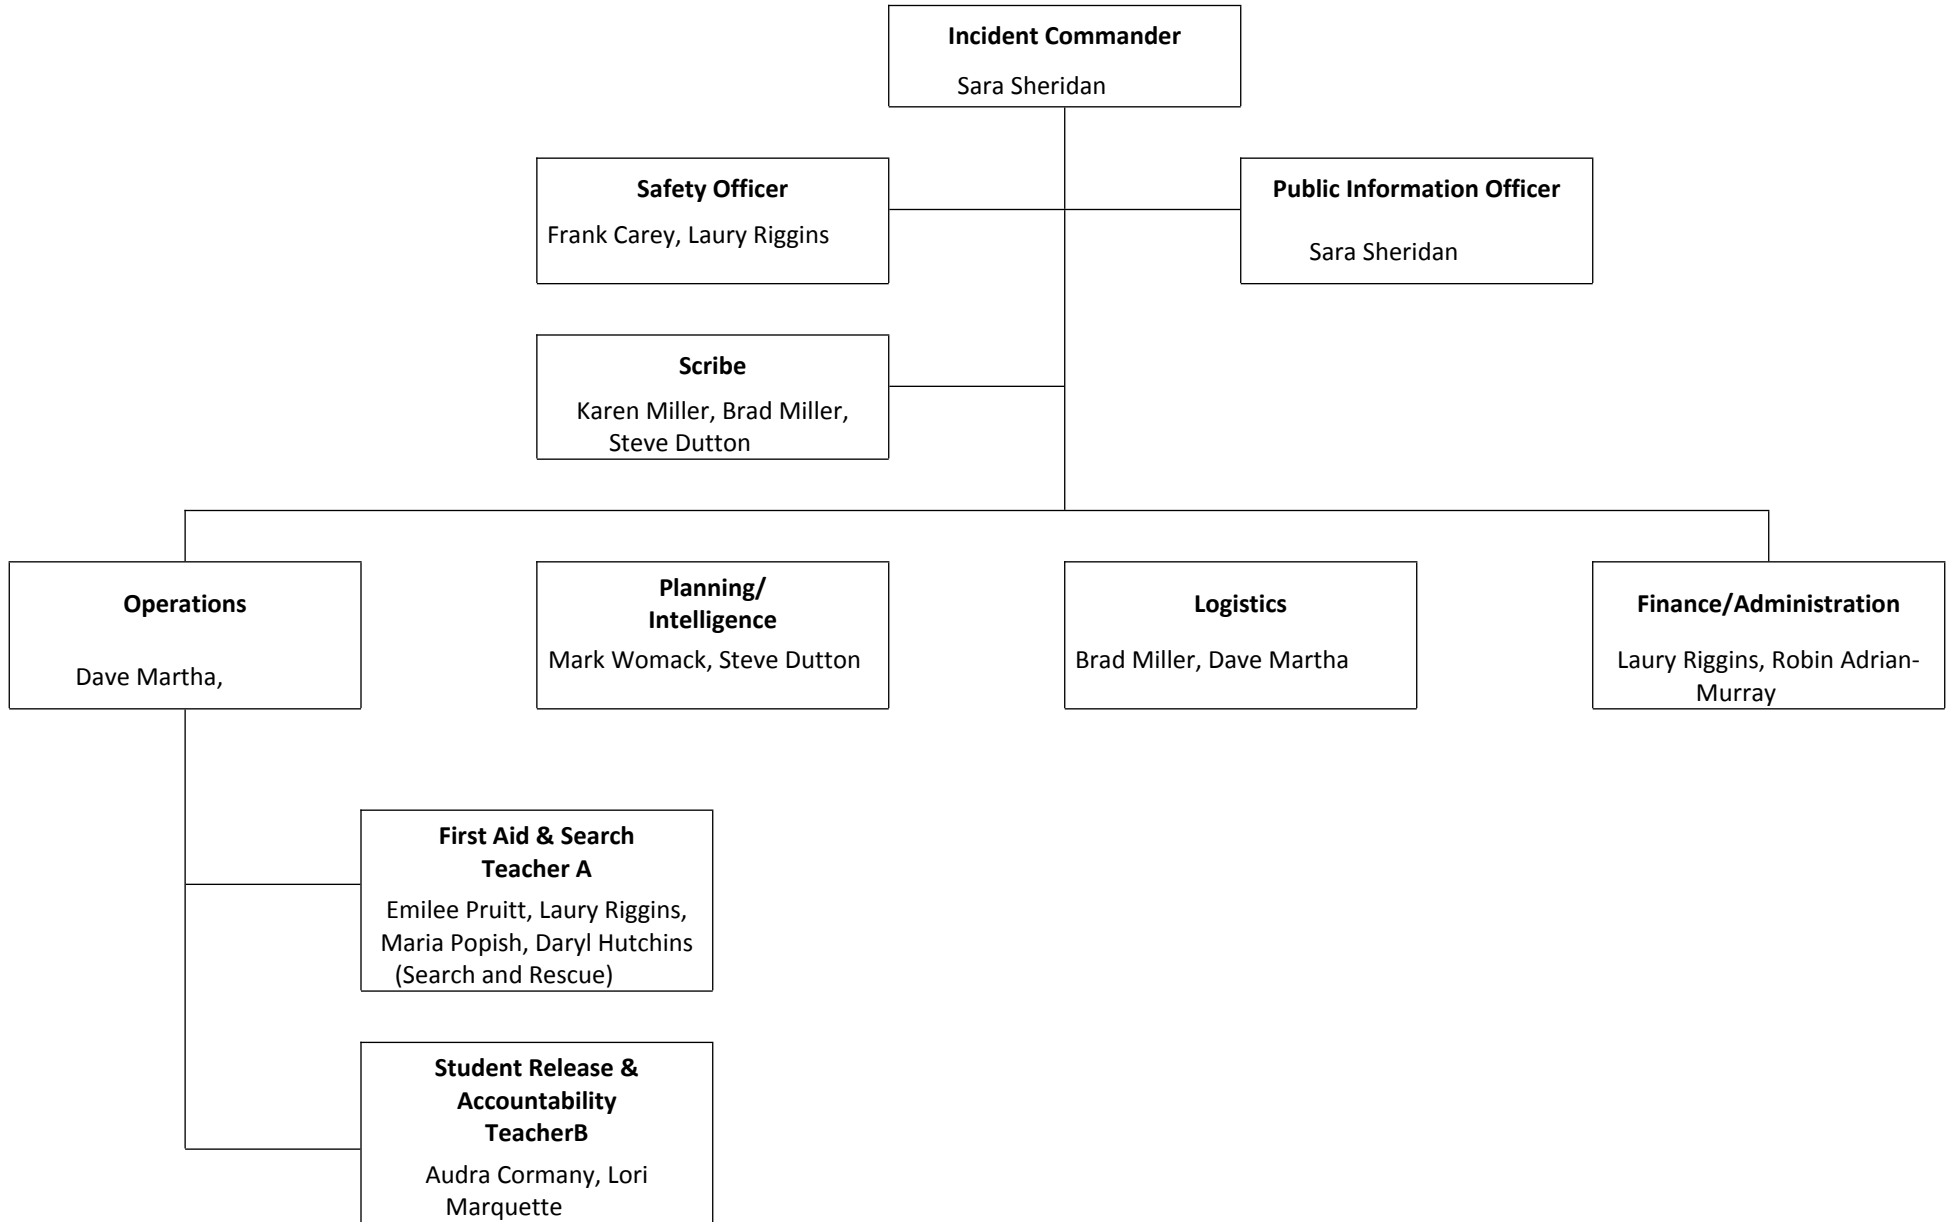 Incident Commander
Sara Sheridan
Safety Officer
Frank Carey, Laury Riggins
Public Information Officer
Sara Sheridan
Scribe
Karen Miller, Brad Miller,
Steve Dutton
Operations
Dave Martha,
Planning/
Intelligence
Mark Womack, Steve Dutton
Logistics
Brad Miller, Dave Martha
Finance/Administration
Laury Riggins, Robin Adrian-
Murray
First Aid & Search
Teacher A
Emilee Pruitt, Laury Riggins,
Maria Popish, Daryl Hutchins
(Search and Rescue)
Student Release &
Accountability
TeacherB
Audra Cormany, Lori
Marquette